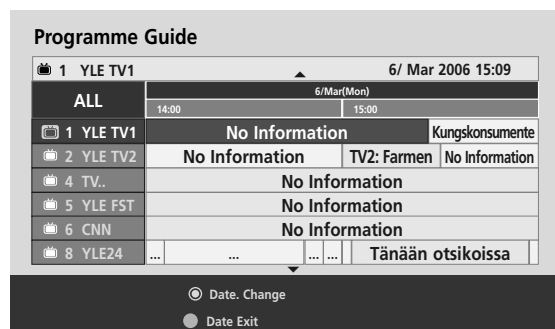 Programme Guide
1 YLE TV1 6/ Mar 2006 15:09
ALL 6/Mar(Mon)
14:00 15:00
1 YLE TV1 No Information Kungskonsumente
2 YLE TV2 No Information TV2: Farmen No Information
4 TV.. No Information
5 YLE FST No Information
6 CNN No Information
8 YLE24 ... ... ... ... Tänään otsikoissa
Date. Change
Date Exit